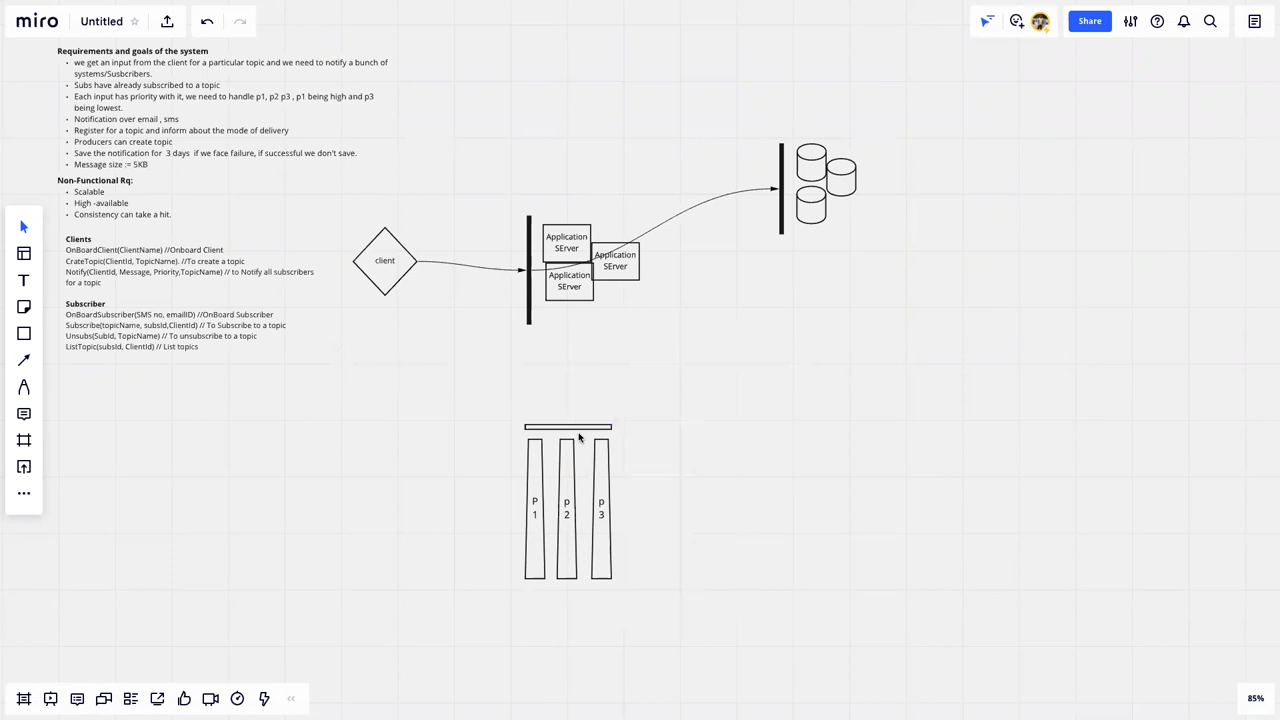 miro
Untitled
Share
Requirements and goals of the system
• we get an input from the client for a particular topic and we need to notify a bunch of
systems/Susbcribers.
• Subs have already subscribed to a topic
• Each input has priority with it, we need to handle p1, p2 p3 , p1 being high and p3
being lowest.
• Notification over email , sms
• Register for a topic and inform about the mode of delivery
• Producers can create topic
• Save the notification for 3 days if we face failure, if successful we don't save.
• Message size := 5KB
Non-Functional Rq:
• Scalable
• High -available
• Consistency can take a hit.
Clients
OnBoardClient(ClientName) //Onboard Client
CrateTopic(ClientId, TopicName). //To create a topic
Notify(ClientId, Message, Priority,TopicName) // to Notify all subscribers
for a topic
Subscriber
OnBoardSubscriber(SMS no, emailID) //OnBoard Subscriber
Subscribe(topicName, subsId,ClientId) // To Subscribe to a topic
Unsubs(SubId, TopicName) // To unsubscribe to a topic
ListTopic(subsId, ClientId) // List topics
client
Application
SErver
Application
SErver
Application
SErver
P
1
p
2
p
3
85%